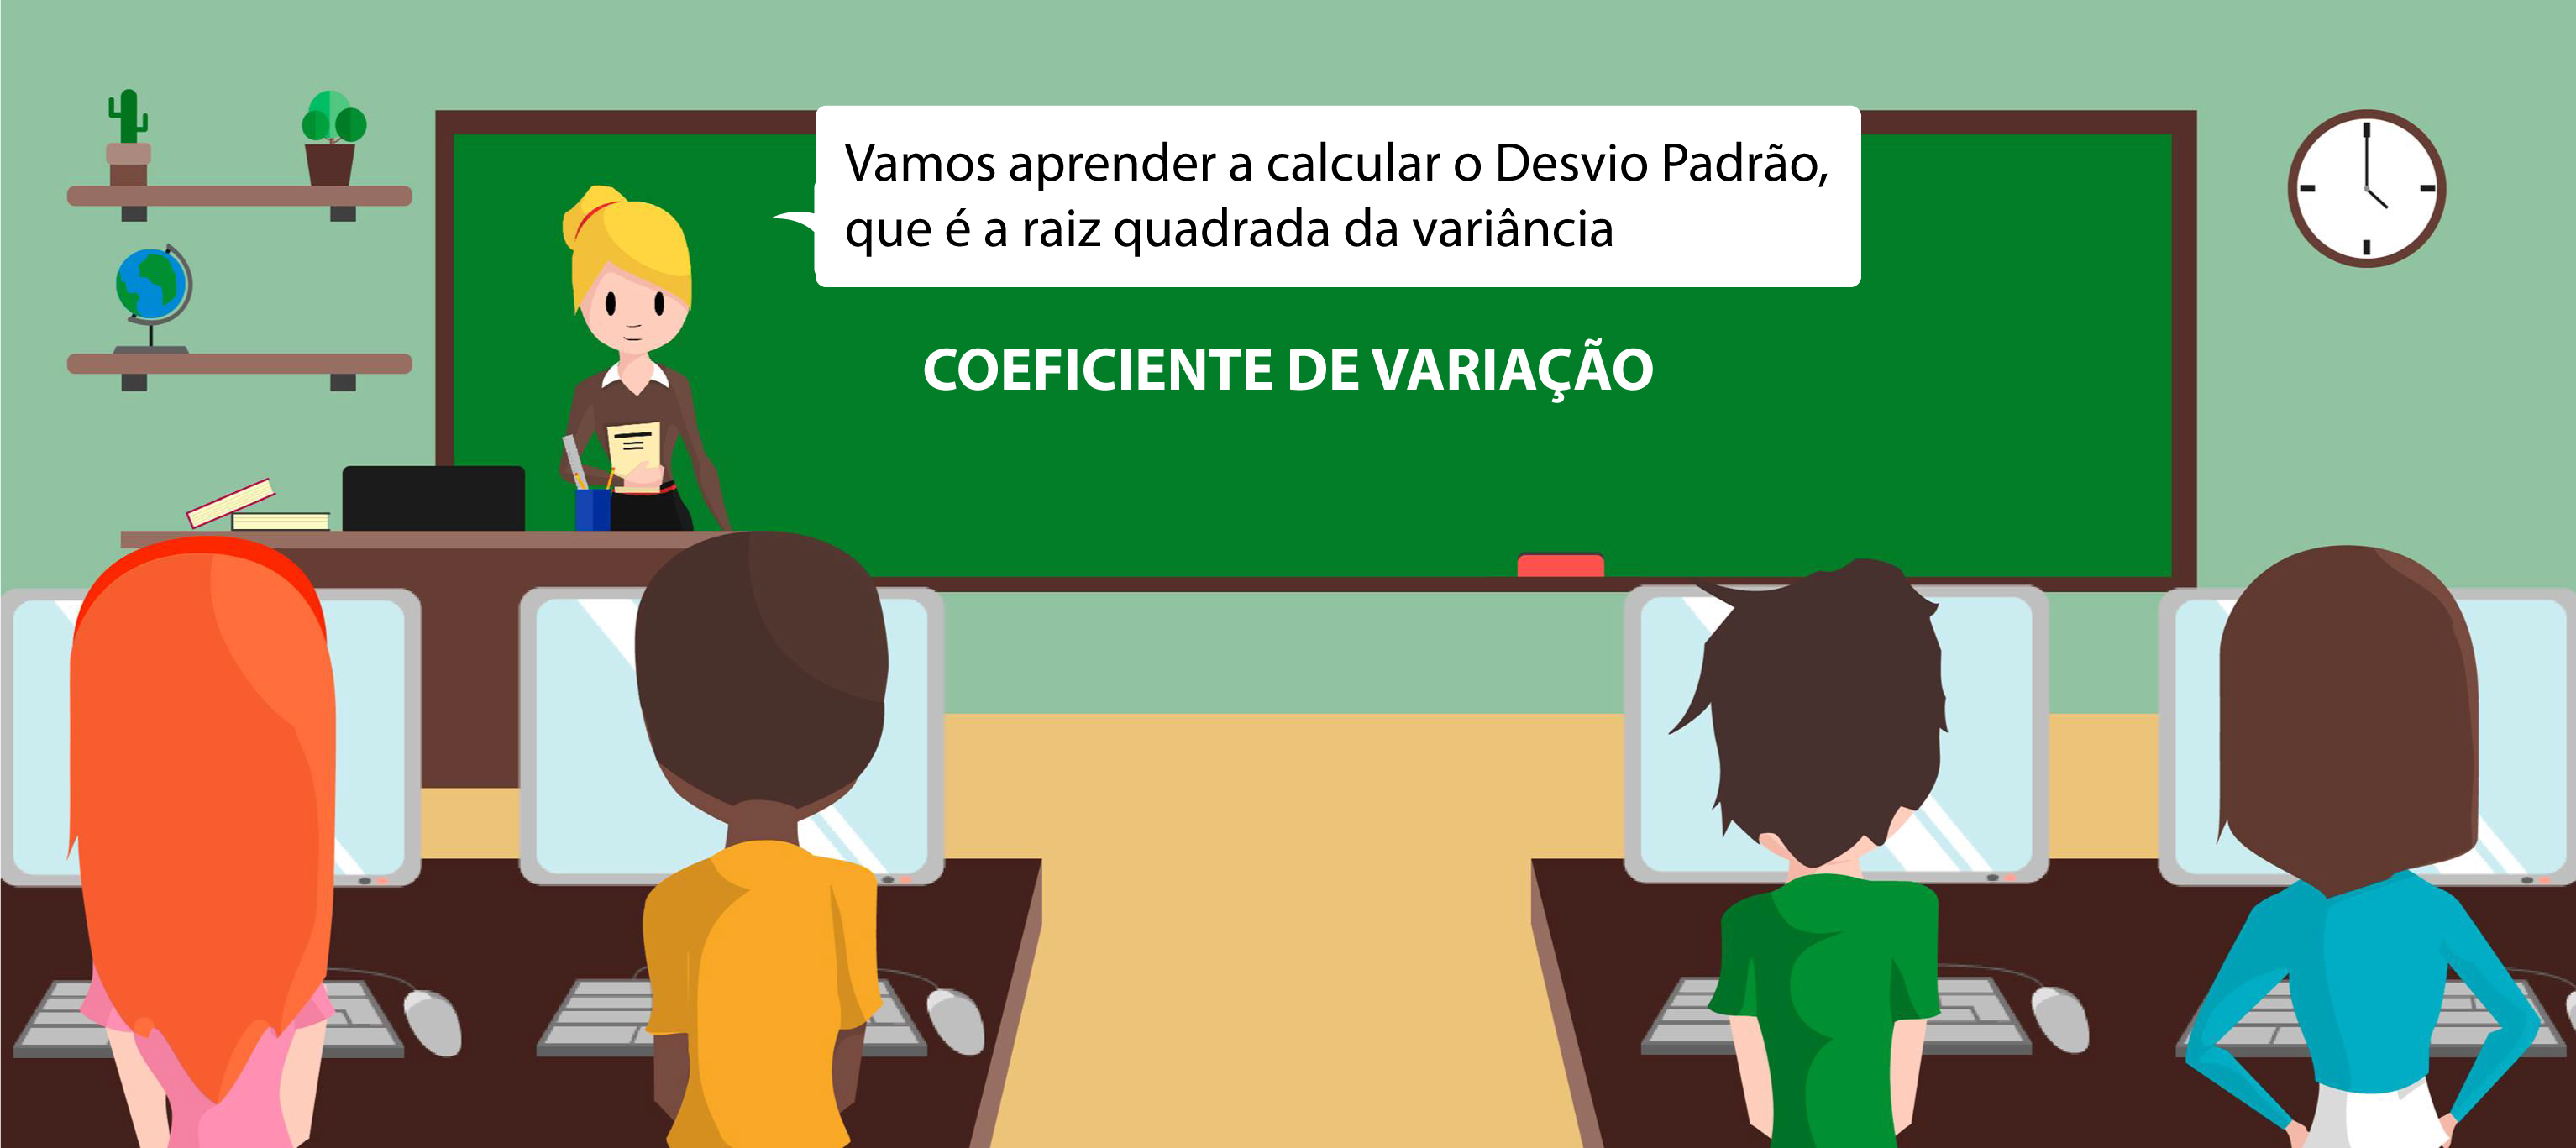 Vamos aprender a calcular o Desvio Padrão,
que é a raiz quadrada da variância
COEFICIENTE DE VARIAÇÃO